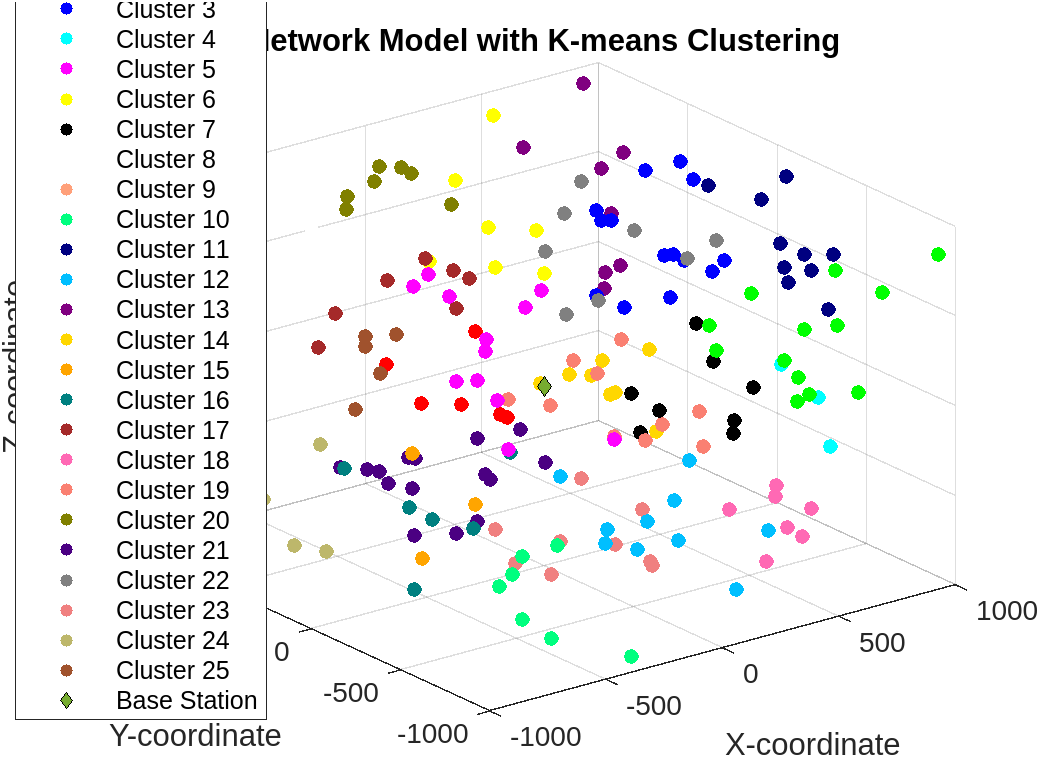 Cluster 3
Cluster 4
Cluster 5
Cluster 6
Cluster 7
Cluster 8
Cluster 9
Cluster 10
Cluster 11
Cluster 12
Cluster 13
Cluster 14
Cluster 15
Cluster 16
Cluster 17
Cluster 18
Cluster 19
Cluster 20
Cluster 21
Cluster 22
Cluster 23
Cluster 24
Cluster 25
Base Station
etwork Model with K-means Clustering
Z-coordinate
0
-500
-1000
Y-coordinate
-1000
-500
0
500
1000
X-coordinate